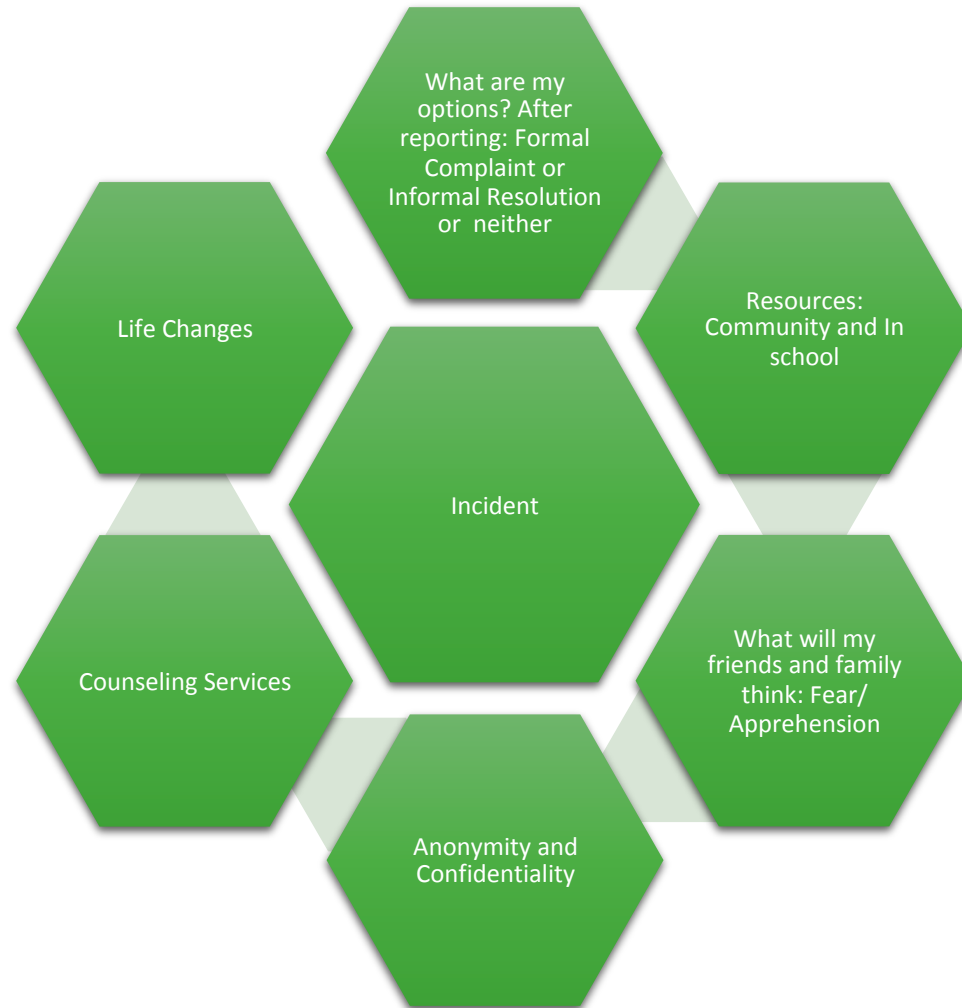 What are my
options? After
reporting: Formal
Complaint or
Informal Resolution
or neither
Life Changes
Resources:
Community and In
school
Incident
Counseling Services
What will my
friends and family
think: Fear/
Apprehension
Anonymity and
Confidentiality